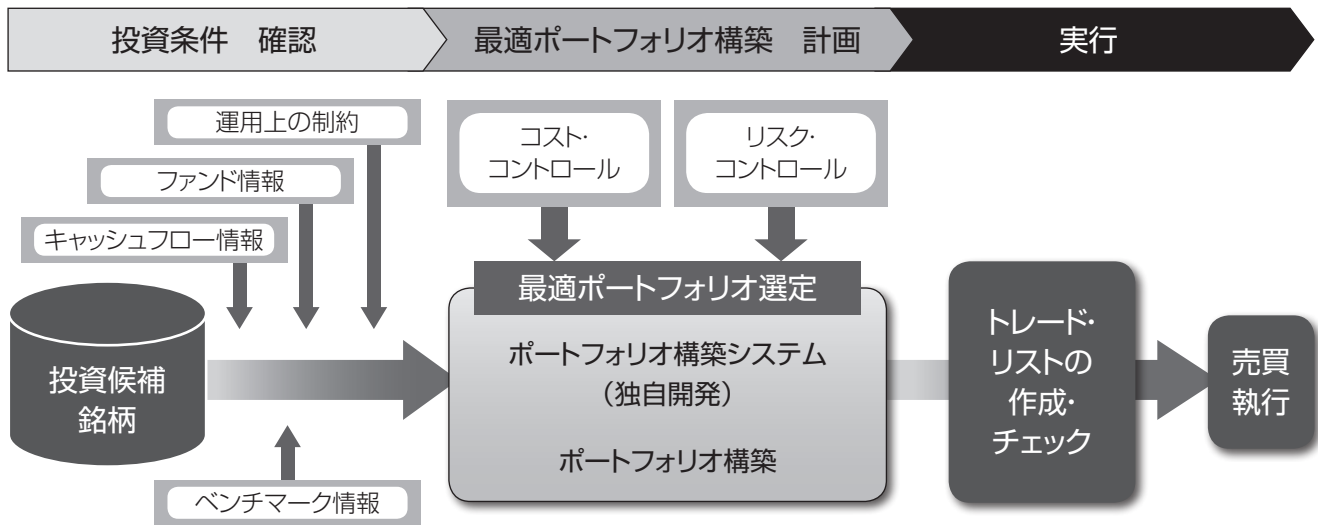 投資条件　確認
最適ポートフォリオ構築　計画
実行
運用上の制約
ファンド情報
キャッシュフロー情報
投資候補
銘柄
ベンチマーク情報
コスト・
コントロール
リスク・
コントロール
最適ポートフォリオ選定
ポートフォリオ構築システム
（独自開発）
ポートフォリオ構築
トレード・
リストの
作成・
チェック
売買
執行